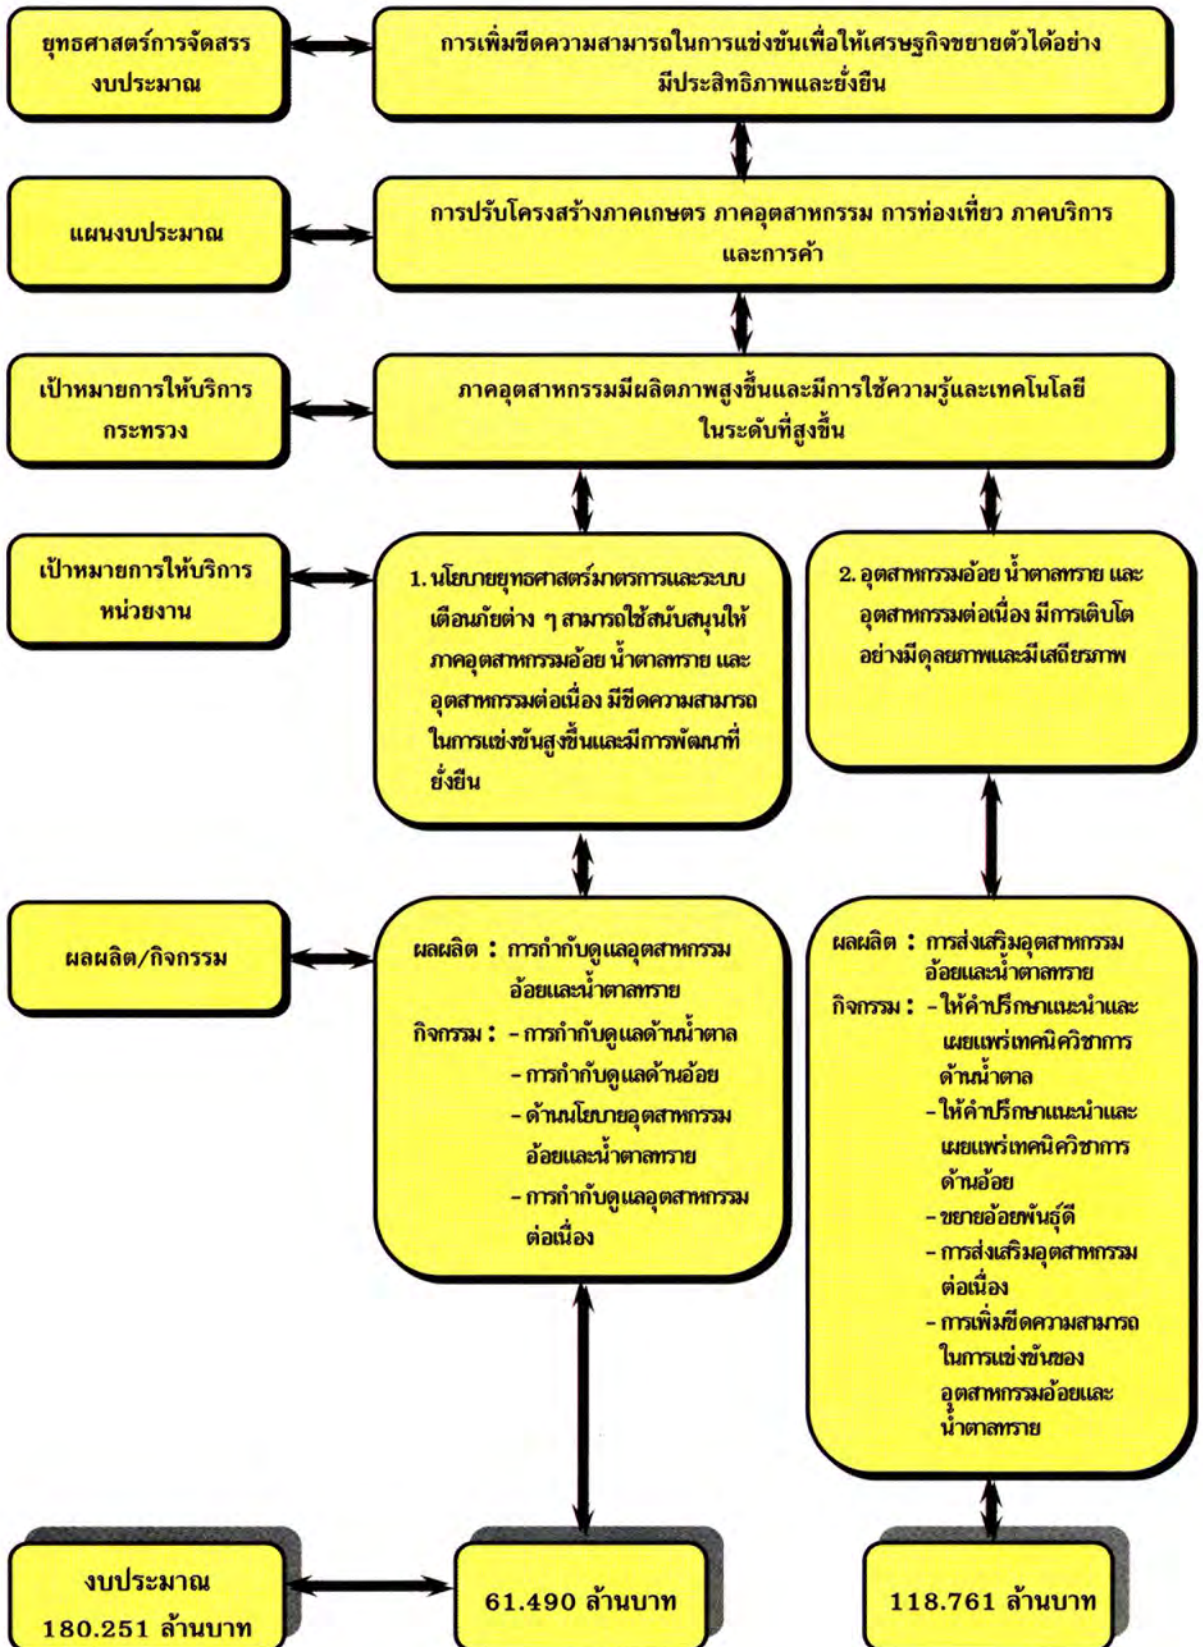 ยุทธศาสตร์การจัดสรร
งบประมาณ
การเพิ่มขีดความสามารถในการแข่งขันเพื่อให้เศรษฐกิจขยายตัวได้อย่าง
มีประสิทธิภาพและยั่งยืน
แผนงบประมาณ
การปรับโครงสร้างภาคเกษตร ภาคอุตสาหกรรม การท่องเที่ยว ภาคบริการ
และการค้า
เป้าหมายการให้บริการ
กระทรวง
ภาคอุตสาหกรรมมีผลิตภาพสูงขึ้นและมีการใช้ความรู้และเทคโนโลยี
ในระดับที่สูงขึ้น
เป้าหมายการให้บริการ
หน่วยงาน
1. นโยบายยุทธศาสตร์มาตรการและระบบ
เตือนภัยต่าง ๆ สามารถใช้สนับสนุนให้
ภาคอุตสาหกรรมอ้อย น้ำตาลทราย และ
อุตสาหกรรมต่อเนื่อง มีขีดความสามารถ
ในการแข่งขันสูงขึ้นและมีการพัฒนาที่
ยั่งยืน
2. อุตสาหกรรมอ้อย น้ำตาลทราย และ
อุตสาหกรรมต่อเนื่อง มีการเติบโต
อย่างมีดุลยภาพและมีเสถียรภาพ
ผลผลิต/กิจกรรม
ผลผลิต : การกำกับดูแลอุตสาหกรรม
อ้อยและน้ำตาลทราย
กิจกรรม : - การกำกับดูแลด้านน้ำตาล
- การกำกับดูแลด้านอ้อย
- ด้านนโยบายอุตสาหกรรม
อ้อยและน้ำตาลทราย
- การกำกับดูแลอุตสาหกรรม
ต่อเนื่อง
ผลผลิต : การส่งเสริมอุตสาหกรรม
อ้อยและน้ำตาลทราย
กิจกรรม : - ให้คำปรึกษาแนะนำและ
เผยแพร่เทคนิควิชาการ
ด้านน้ำตาล
- ให้คำปรึกษาแนะนำและ
เผยแพร่เทคนิควิชาการ
ด้านอ้อย
- ขยายอ้อยพันธุ์ดี
- การส่งเสริมอุตสาหกรรม
ต่อเนื่อง
- การเพิ่มขีดความสามารถ
ในการแข่งขันของ
อุตสาหกรรมอ้อยและ
น้ำตาลทราย
งบประมาณ
180.251 ล้านบาท
61.490 ล้านบาท
118.761 ล้านบาท